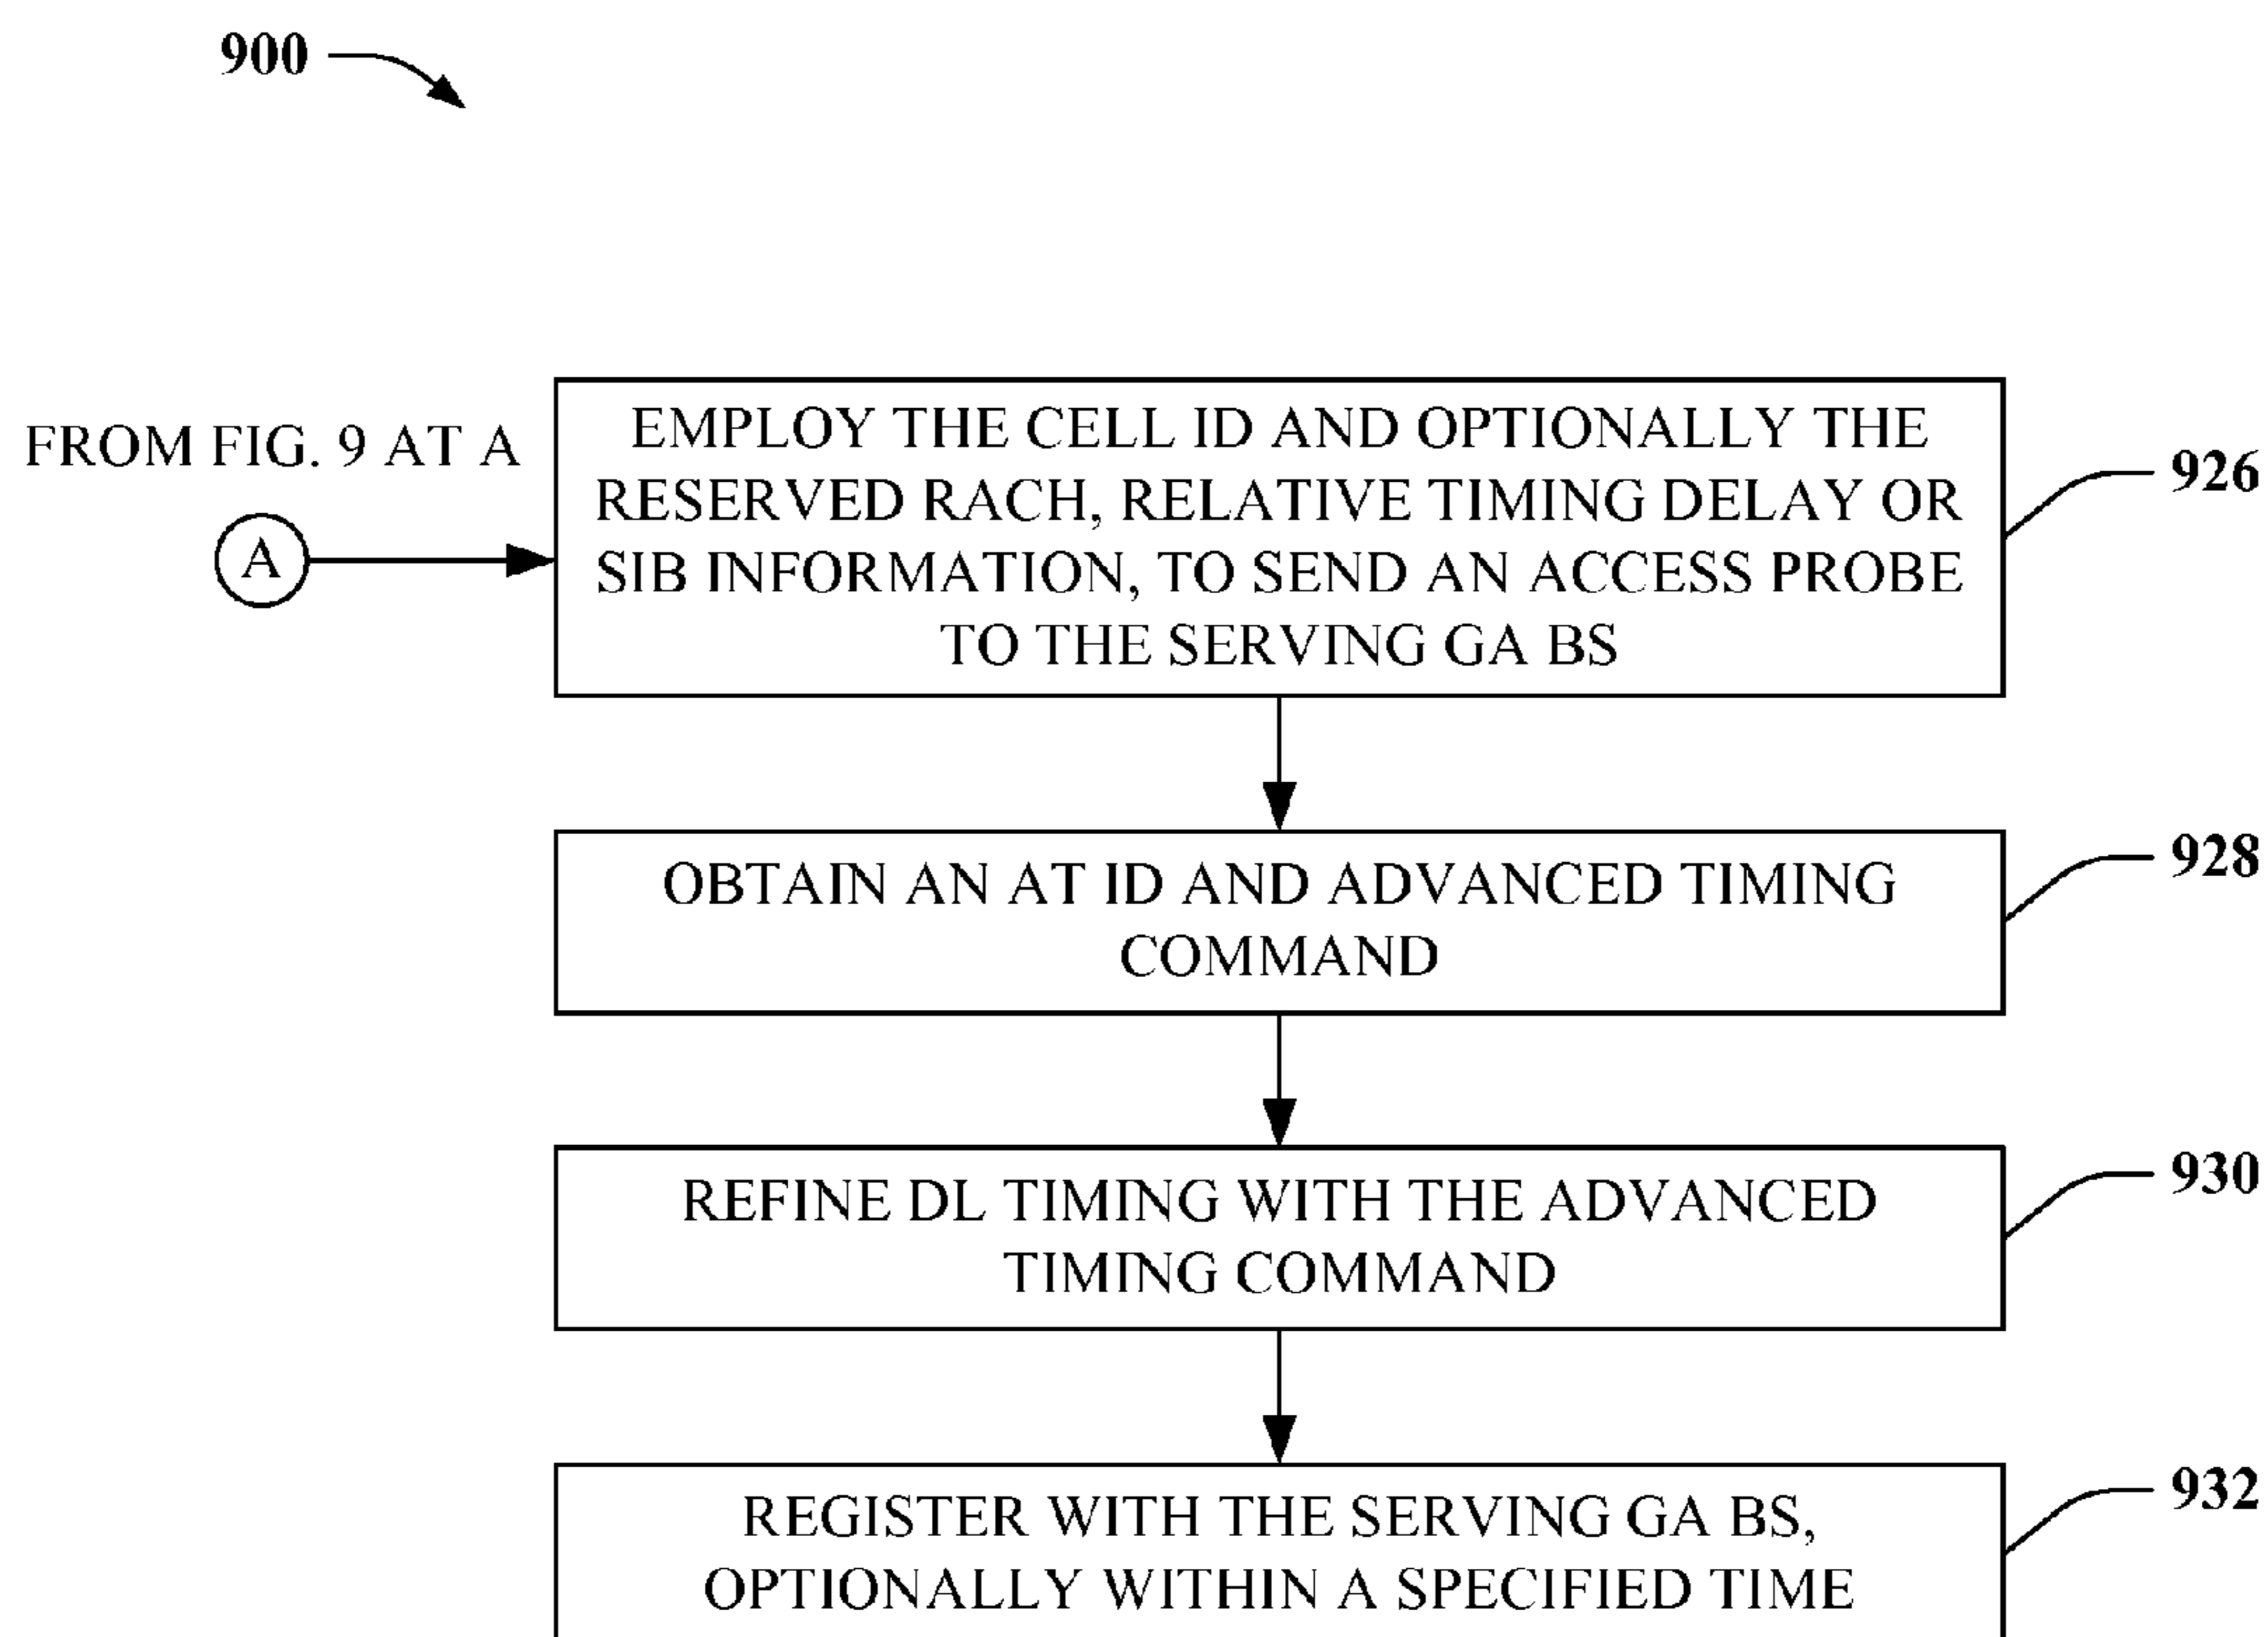 900
FROM FIG. 9 AT A
A
EMPLOY THE CELL ID AND OPTIONALLY THE
RESERVED RACH, RELATIVE TIMING DELAY OR
SIB INFORMATION, TO SEND AN ACCESS PROBE
TO THE SERVING GA BS
926
OBTAIN AN AT ID AND ADVANCED TIMING
COMMAND
928
REFINE DL TIMING WITH THE ADVANCED
TIMING COMMAND
930
REGISTER WITH THE SERVING GA BS,
OPTIONALLY WITHIN A SPECIFIED TIME
932